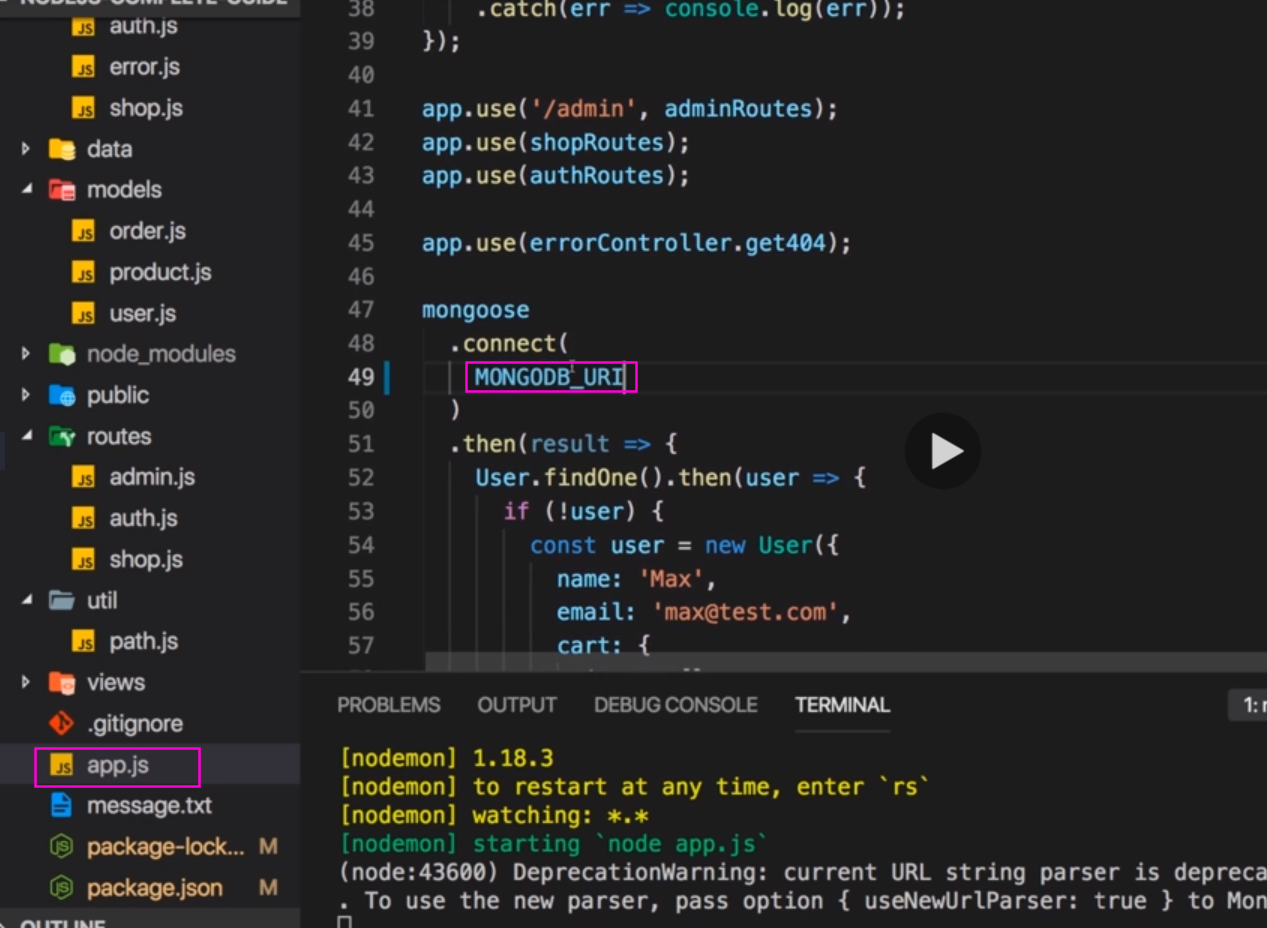 NODEJS-COMPLETE-GUIDE
auth.js
error.js
shop.js
data
models
order.js
product.js
user.js
node_modules
public
routes
admin.js
auth.js
shop.js
util
path.js
views
.gitignore
app.js
message.txt
package-lock... M
package.json M
OUTLINE
38 .catch(err => console.log(err));
39 });
40
41 app.use('/admin', adminRoutes);
42 app.use(shopRoutes);
43 app.use(authRoutes);
44
45 app.use(errorController.get404);
46
47 mongoose
48 .connect(
49 MONGODB_URI
50 )
51 .then(result => {
52 User.findOne().then(user => {
53 if (!user) {
54 const user = new User({
55 name: 'Max',
56 email: 'max@test.com',
57 cart: {
PROBLEMS OUTPUT DEBUG CONSOLE TERMINAL 1:
[nodemon] 1.18.3
[nodemon] to restart at any time, enter `rs`
[nodemon] watching: *.*
[nodemon] starting `node app.js`
(node:43600) DeprecationWarning: current URL string parser is depreca
. To use the new parser, pass option { useNewUrlParser: true } to Mon